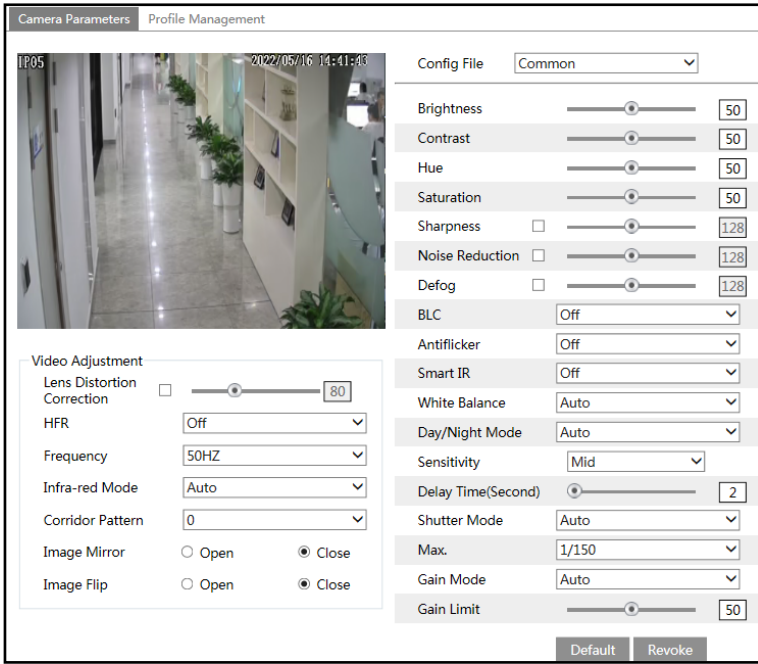 Camera Parameters Profile Management
IP05 2022/05/16 14:41:43
Config File Common
Brightness 50
Contrast 50
Hue 50
Saturation 50
Sharpness 128
Noise Reduction 128
Defog 128
BLC Off
Antiflicker Off
Smart IR Off
White Balance Auto
Day/Night Mode Auto
Sensitivity Mid
Delay Time(Second) 2
Shutter Mode Auto
Max. 1/150
Gain Mode Auto
Gain Limit 50
Default Revoke
Video Adjustment
Lens Distortion
Correction 80
HFR Off
Frequency 50HZ
Infra-red Mode Auto
Corridor Pattern 0
Image Mirror Open Close
Image Flip Open Close